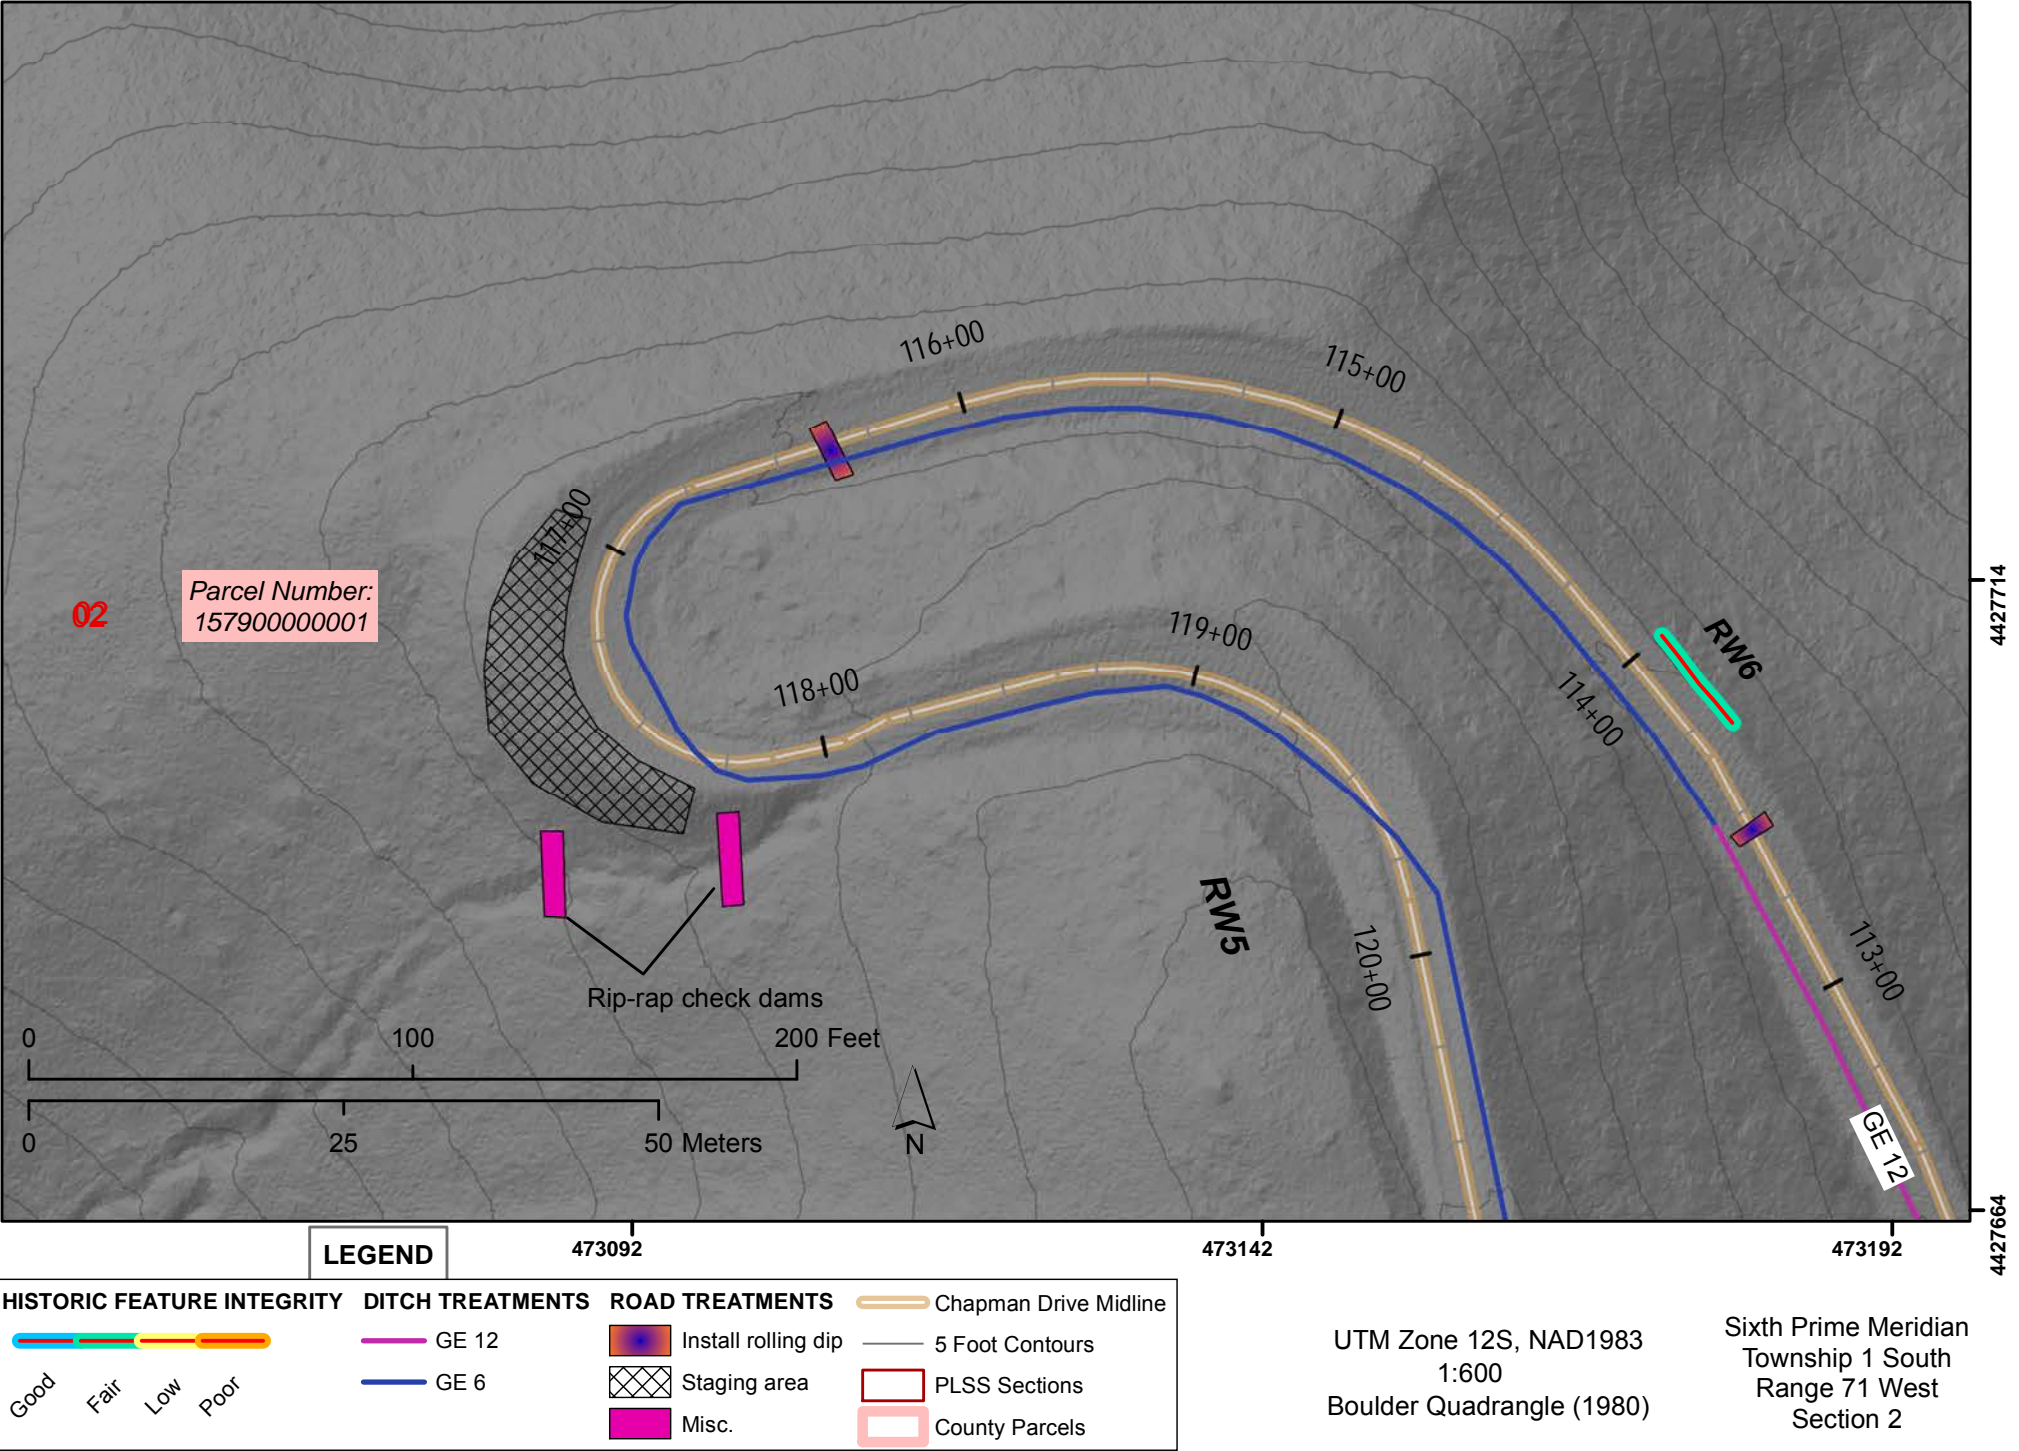 116+00
115+00
117+00
Parcel Number:
157900000001
02
4427714
119+00
RW6
118+00
114+00
RW5
113+00
120+00
Rip-rap check dams
0 100 200 Feet
0 25 50 Meters
N
GE 12
4427664
473092 473142 473192
LEGEND
HISTORIC FEATURE INTEGRITY
Good Fair Low Poor
DITCH TREATMENTS
GE 12
GE 6
ROAD TREATMENTS
Install rolling dip
Staging area
Misc.
Chapman Drive Midline
5 Foot Contours
PLSS Sections
County Parcels
UTM Zone 12S, NAD1983
1:600
Boulder Quadrangle (1980)
Sixth Prime Meridian
Township 1 South
Range 71 West
Section 2